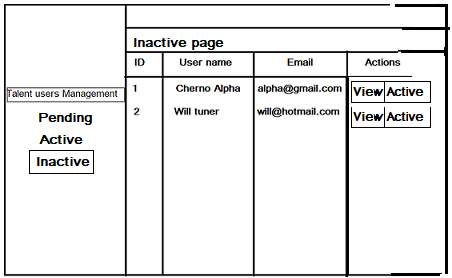 Inactive page
ID User name Email Actions
1 Cherno Alpha alpha@gmail.com View Active
2 Will tuner will@hotmail.com View Active
Talent users Management
Pending
Active
Inactive